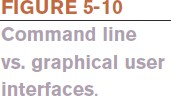 FIGURE 5-10
Command line
vs. graphical user
interfaces.